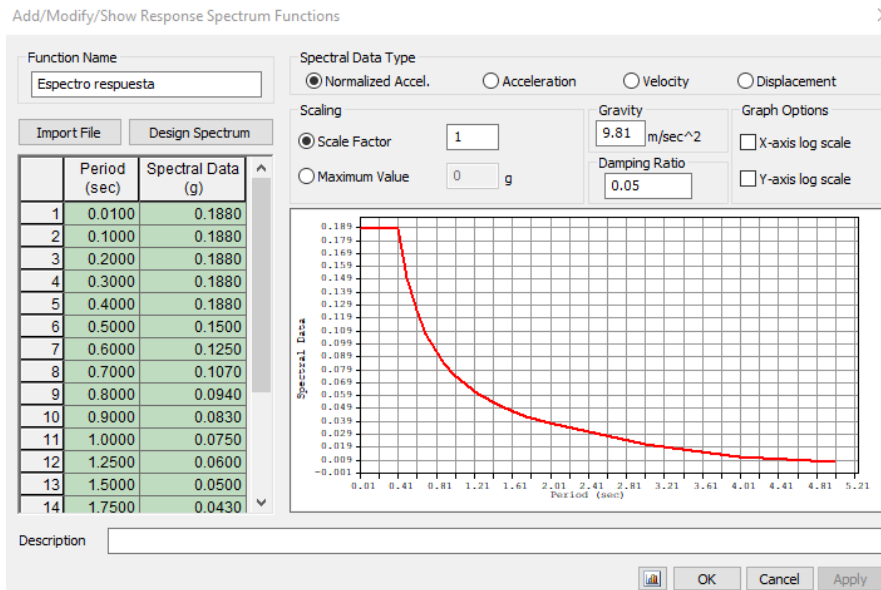 Add/Modify/Show Response Spectrum Functions
Function Name
Espectro respuesta
Import File
Design Spectrum
Period (sec)
Spectral Data (g)
1 0.0100 0.1880
2 0.1000 0.1880
3 0.2000 0.1880
4 0.3000 0.1880
5 0.4000 0.1880
6 0.5000 0.1500
7 0.6000 0.1250
8 0.7000 0.1070
9 0.8000 0.0940
10 0.9000 0.0830
11 1.0000 0.0750
12 1.2500 0.0600
13 1.5000 0.0500
14 1.7500 0.0430
Spectral Data Type
Normalized Accel.
Acceleration
Velocity
Displacement
Scaling
Scale Factor
1
Maximum Value
0
g
Gravity
9.81
m/sec^2
Damping Ratio
0.05
Graph Options
X-axis log scale
Y-axis log scale
0.189
0.179
0.169
0.159
0.149
0.139
0.129
0.119
0.109
0.099
0.089
0.079
0.069
0.059
0.049
0.039
0.029
0.019
0.009
-0.001
Spectral Data
0.01 0.41 0.81 1.21 1.61 2.01 2.41 2.81 3.21 3.61 4.01 4.41 4.81 5.21
Period (sec)
Description
OK
Cancel
Apply